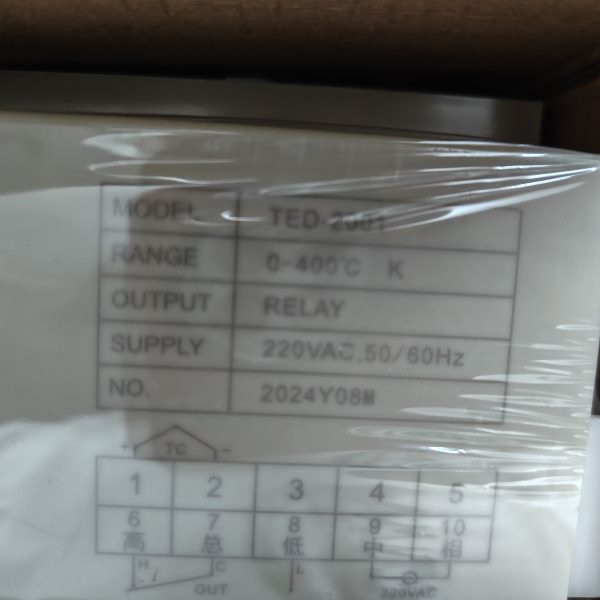 MODEL TED-2001
RANGE 0-400℃ K
OUTPUT RELAY
SUPPLY 220VAC.50/60Hz
NO. 2024Y08M
+ TC -
1 2 3 4 5
6 7 8 9 10
高 总 低 中 相
H C L
OUT 220VAC